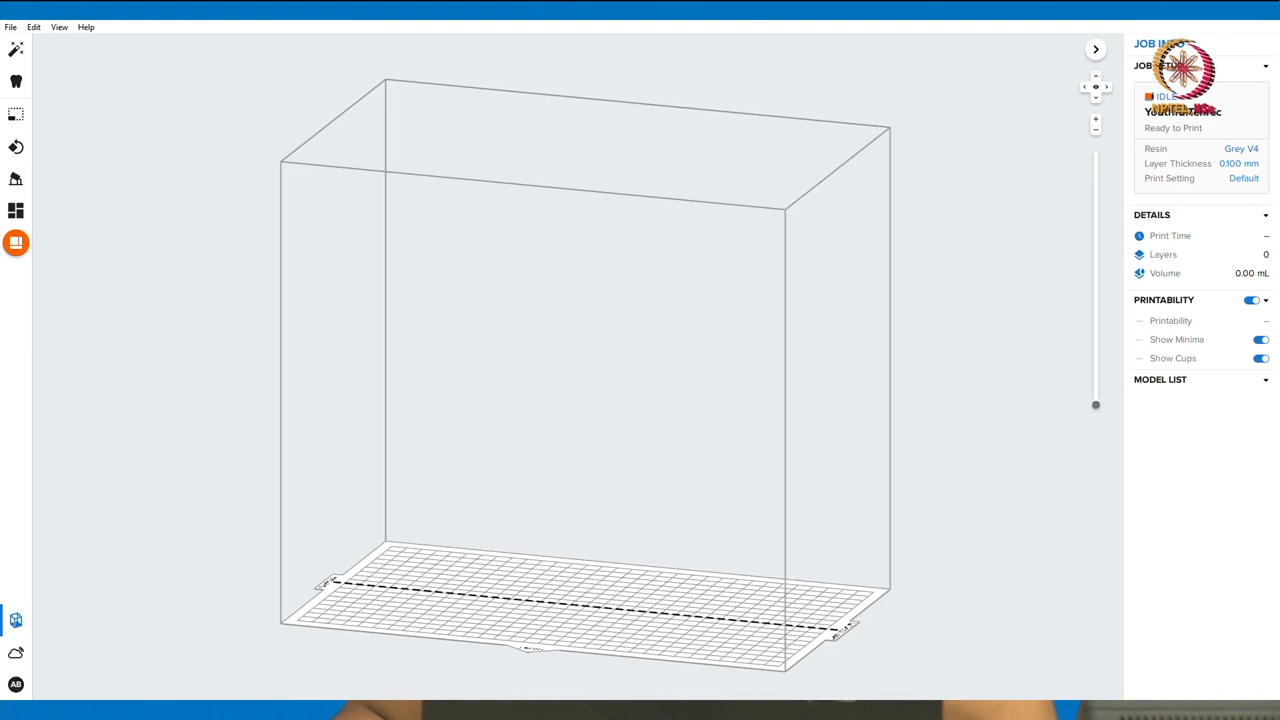 File Edit View Help
JOB INFO
JOB SETUP
IDLE
Ready to Print
Resin Grey V4
Layer Thickness 0.100 mm
Print Setting Default
DETAILS
Print Time --
Layers 0
Volume 0.00 mL
PRINTABILITY
Printability --
Show Minima
Show Cups
MODEL LIST
AB